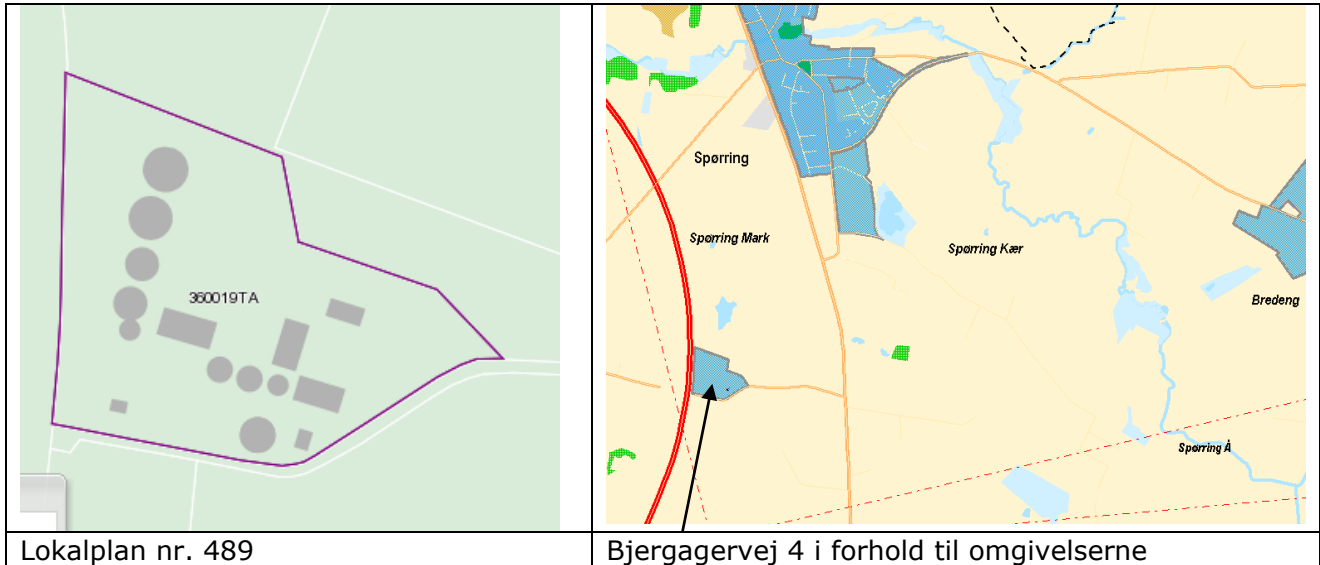 360019TA
Lokalplan nr. 489
Spørring
Spørring Mark
Spørring Kær
Bredeng
Spørring Å
Bjergagervej 4 i forhold til omgivelserne